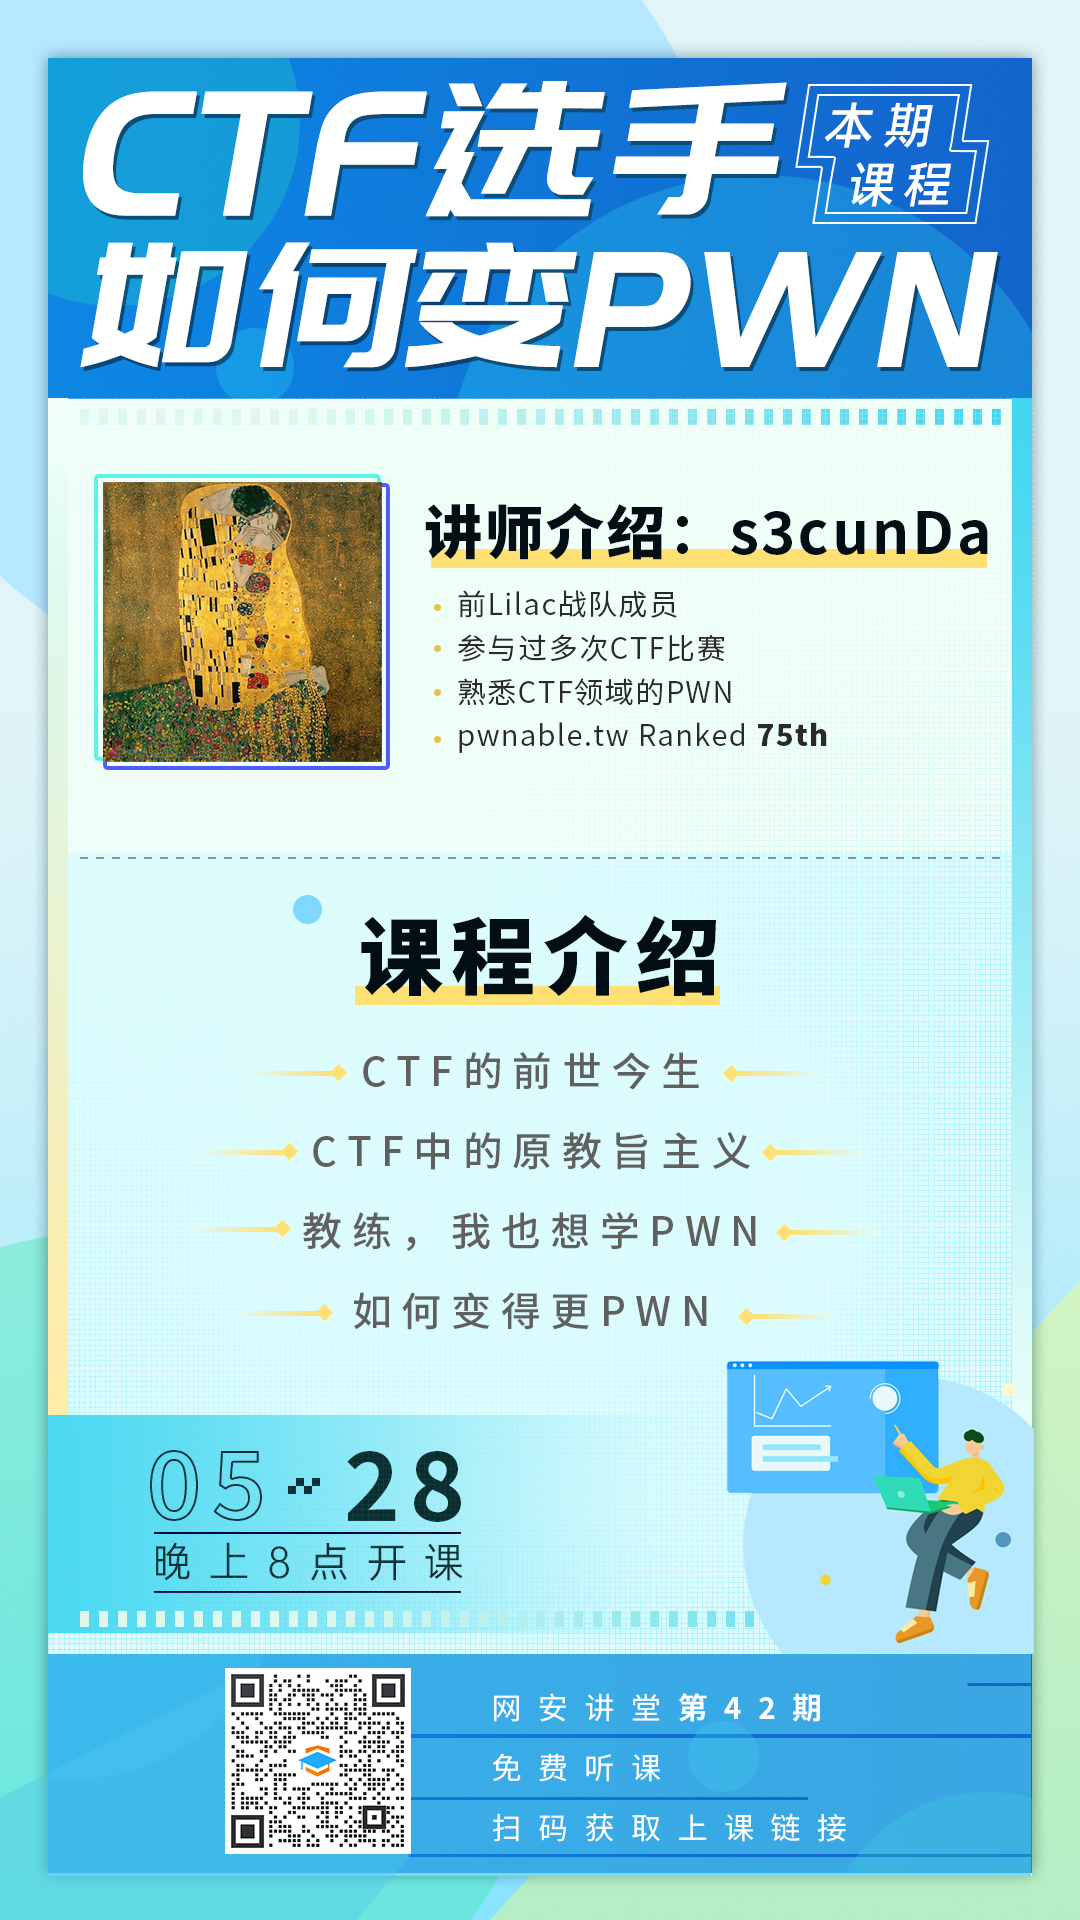 CTF选手
本期
课程
如何变PWN
讲师介绍：s3cunDa
前Lilac战队成员
参与过多次CTF比赛
熟悉CTF领域的PWN
pwnable.tw Ranked 75th
课程介绍
CTF的前世今生
CTF中的原教旨主义
教练，我也想学PWN
如何变得更PWN
05 28
晚上8点开课
网安讲堂第42期
免费听课
扫码获取上课链接